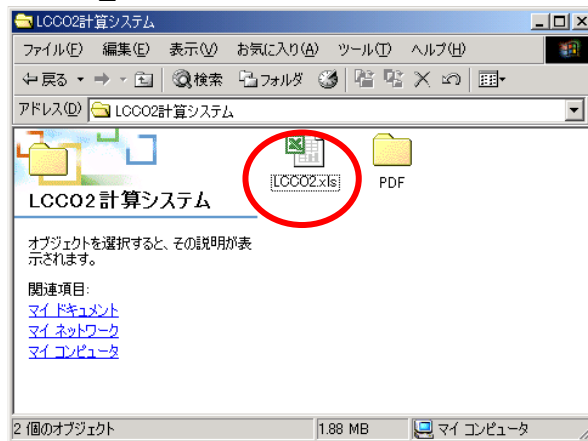 LCCO2計算システム
ファイル(F) 編集(E) 表示(V) お気に入り(A) ツール(T) ヘルプ(H)
戻る 検索 フォルダ
アドレス(D) LCCO2計算システム
LCCO2.xls PDF
LCCO2計算システム
オブジェクトを選択すると、その説明が表
示されます。
関連項目:
マイ ドキュメント
マイ ネットワーク
マイ コンピュータ
2 個のオブジェクト 1.88 MB マイ コンピュータ